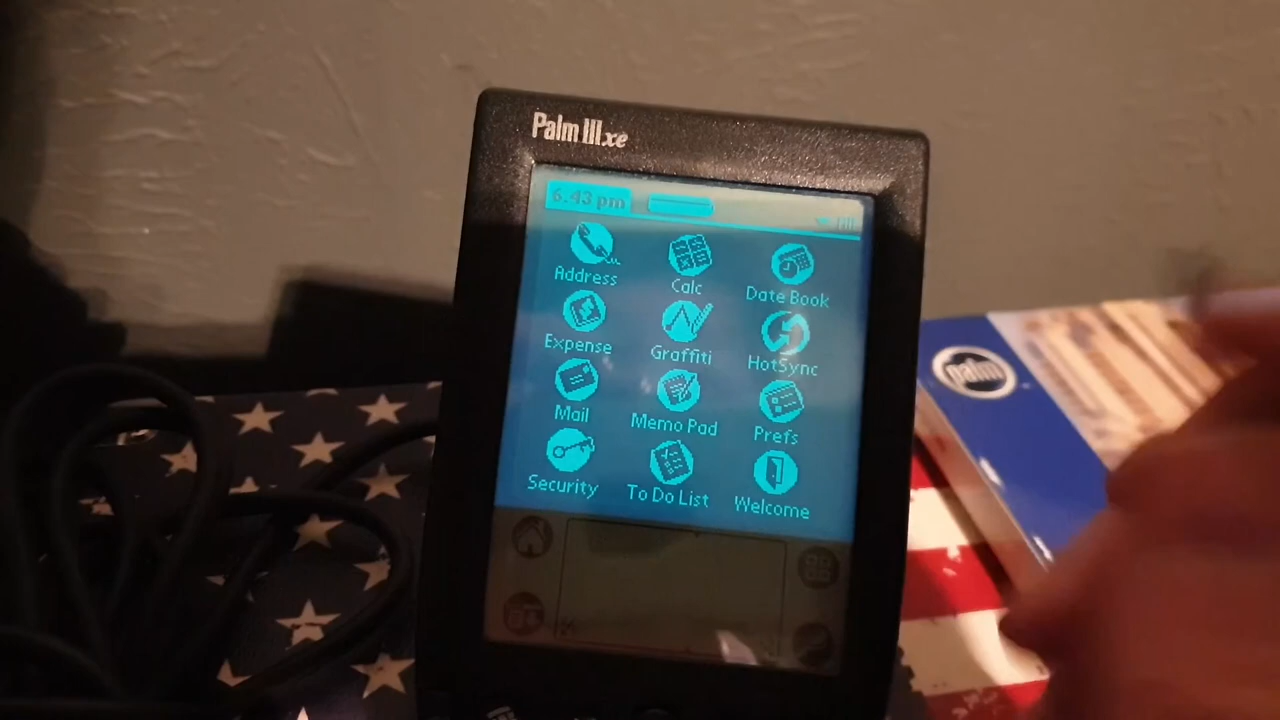 Palm IIIxe
6:43 pm All
Address Calc Date Book
Expense Graffiti HotSync
Mail Memo Pad Prefs
Security To Do List Welcome
palm